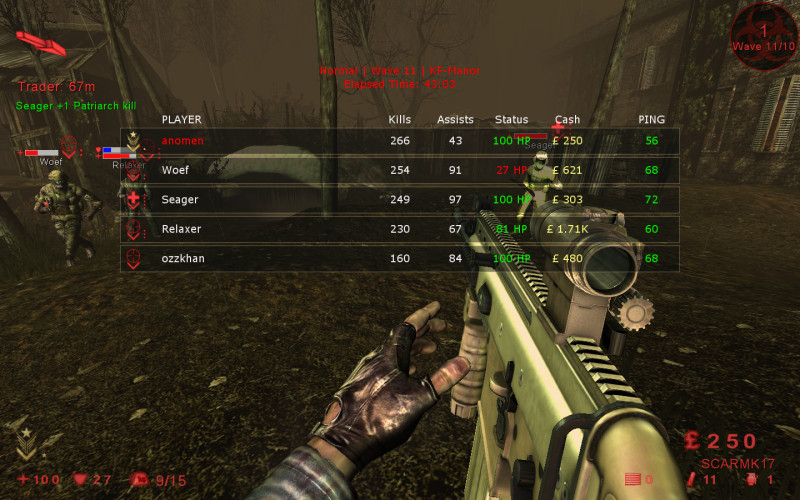 1
Wave 11/10
Normal | Wave 11 | KF-Manor
Elapsed Time: 43:03
Trader: 67m
Seager +1 Patriarch kill
PLAYER Kills Assists Status Cash PING
anomen 266 43 100 HP £ 250 56
Woef 254 91 27 HP £ 621 68
Seager 249 97 100 HP £ 303 72
Relaxer 230 67 81 HP £ 1.71K 60
ozzkhan 160 84 100 HP £ 480 68
Woef
Relaxer
Seager
£ 250
SCARMK17
100 27 9/15 0 11 1